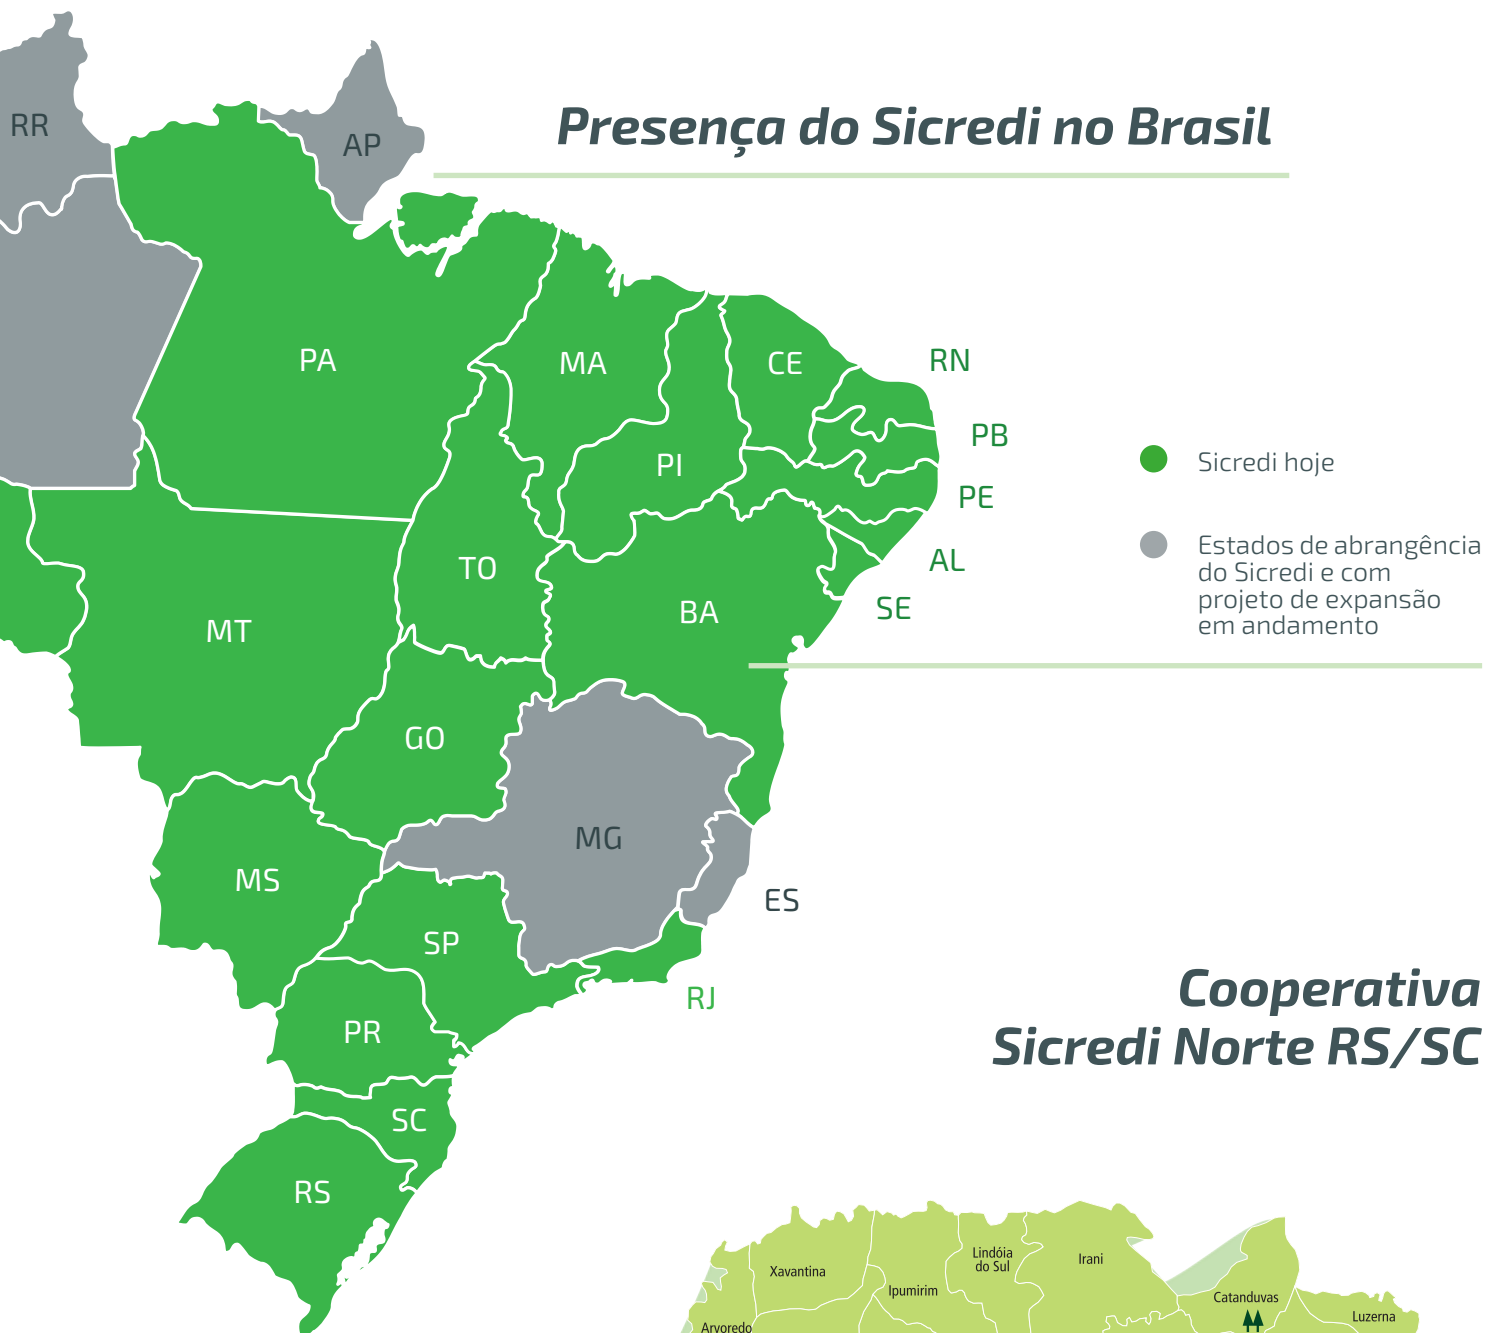 Presença do Sicredi no Brasil
RR
AP
PA
MA
CE
RN
PI
PB
PE
TO
AL
MT
BA
SE
GO
MG
MS
ES
SP
RJ
PR
SC
RS
Sicredi hoje
Estados de abrangência
do Sicredi e com
projeto de expansão
em andamento
Cooperativa
Sicredi Norte RS/SC
Lindóia
do Sul
Irani
Xavantina
Ipumirim
Catanduvas
Luzerna
Arvoredo